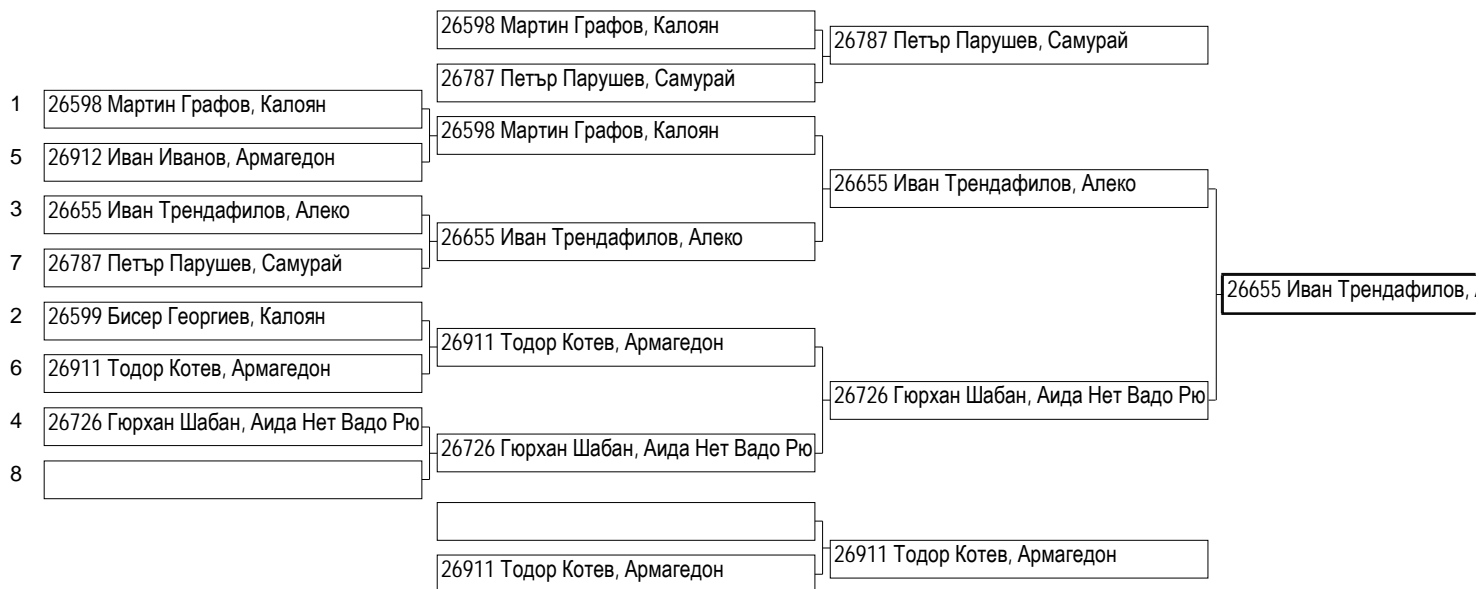 26598 Мартин Графов, Калоян
26787 Петър Парушев, Самурай
26787 Петър Парушев, Самурай
1 26598 Мартин Графов, Калоян
5 26912 Иван Иванов, Армагедон
26598 Мартин Графов, Калоян
3 26655 Иван Трендафилов, Алеко
7 26787 Петър Парушев, Самурай
26655 Иван Трендафилов, Алеко
26655 Иван Трендафилов, Алеко
2 26599 Бисер Георгиев, Калоян
6 26911 Тодор Котев, Армагедон
26911 Тодор Котев, Армагедон
4 26726 Гюрхан Шабан, Аида Нет Вадо Рю
8
26726 Гюрхан Шабан, Аида Нет Вадо Рю
26726 Гюрхан Шабан, Аида Нет Вадо Рю
26655 Иван Трендафилов,
26911 Тодор Котев, Армагедон
26911 Тодор Котев, Армагедон